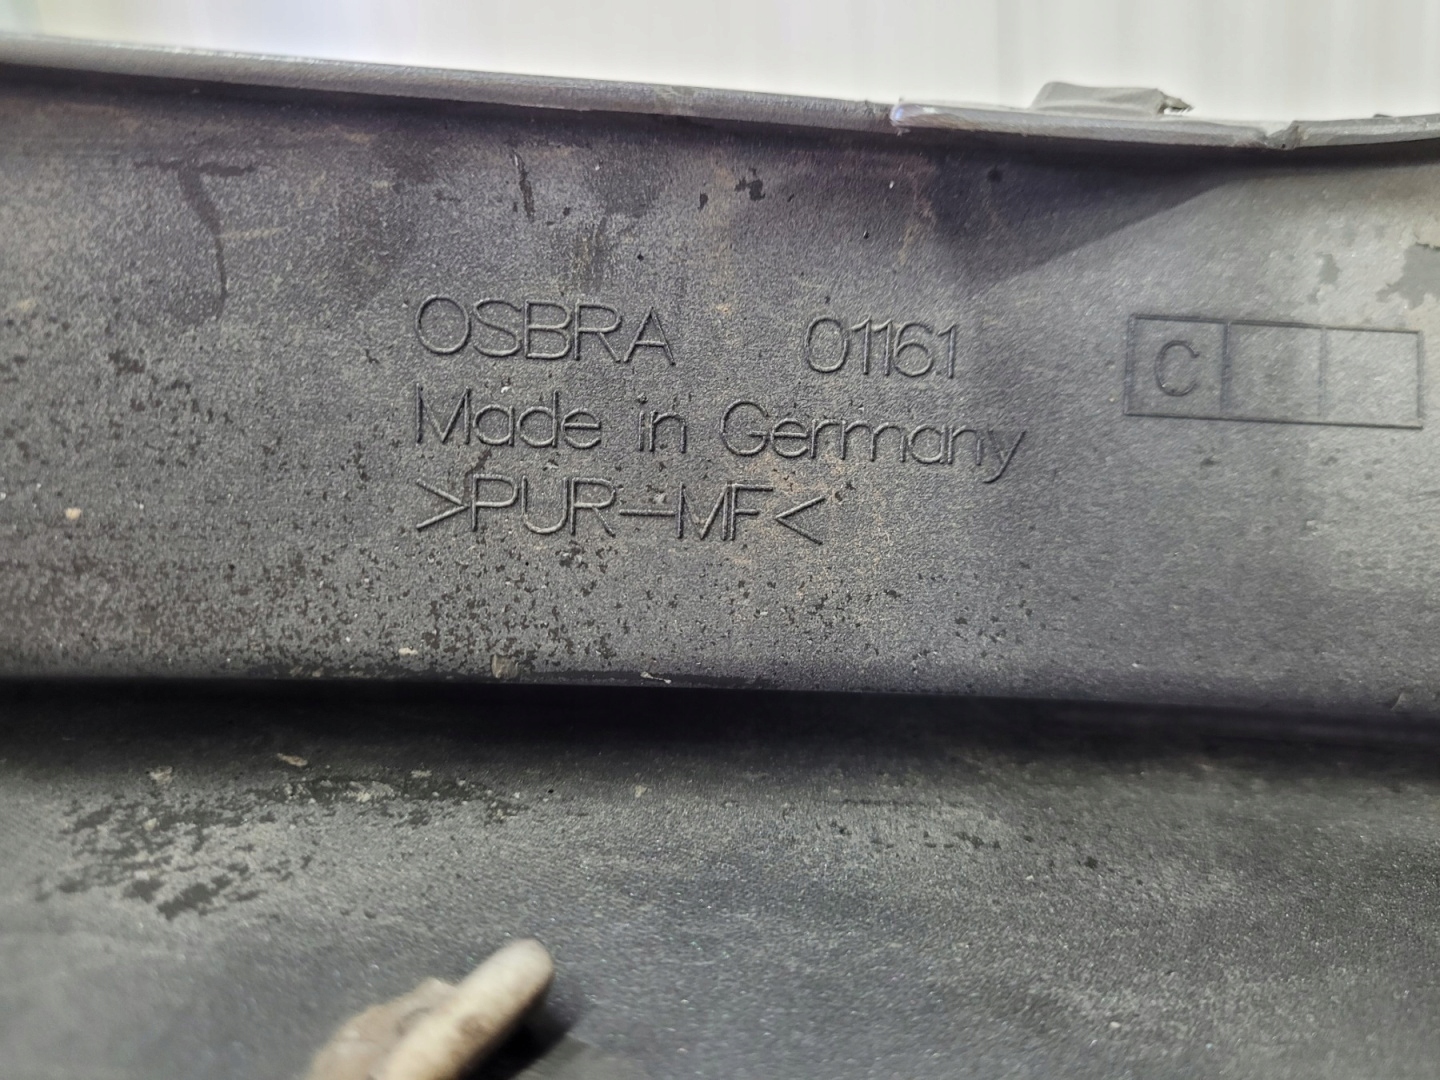 OSBRA 01161 C
Made in Germany
>PUR-MF<